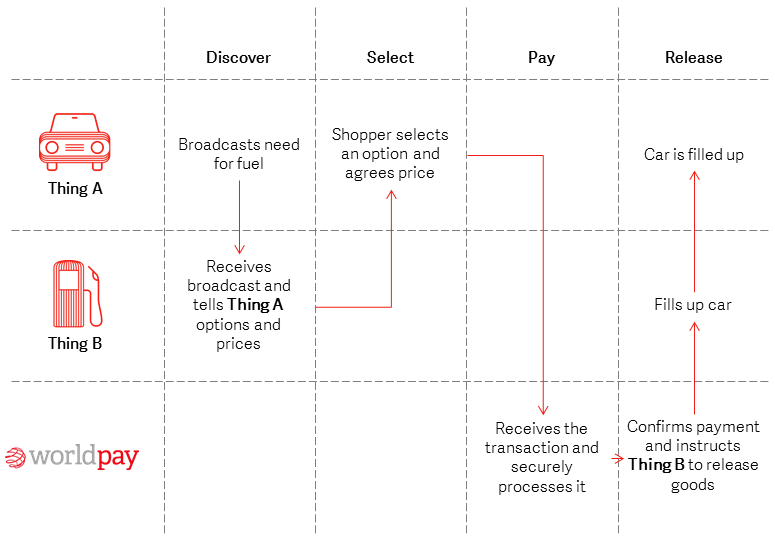 Discover
Select
Pay
Release
Thing A
Broadcasts need
for fuel
Shopper selects
an option and
agrees price
Car is filled up
Thing B
Receives
broadcast and
tells Thing A
options and
prices
Fills up car
worldpay
Receives the
transaction and
securely
processes it
Confirms payment
and instructs
Thing B to release
goods